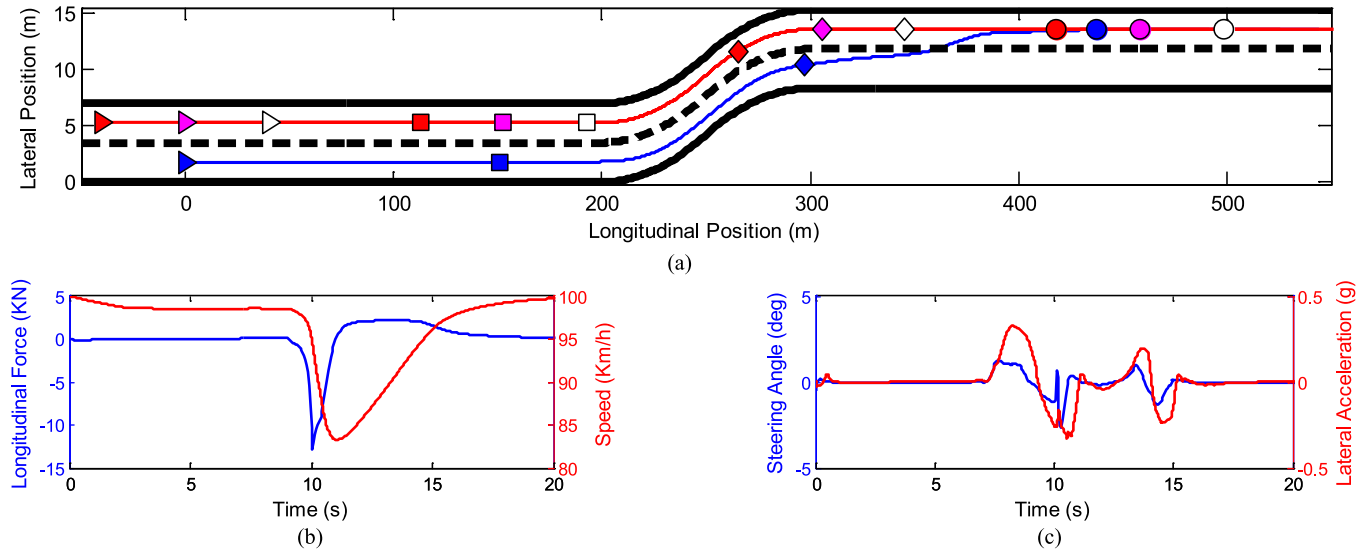 15
10
5
0
Lateral Position (m)
0 100 200 300 400 500
Longitudinal Position (m)
(a)
5
0
-5
-10
-15
Longitudinal Force (KN)
100
95
90
85
80
Speed (Km/h)
0 5 10 15 20
Time (s)
(b)
5
0
-5
Steering Angle (deg)
0.5
0
-0.5
Lateral Acceleration (g)
0 5 10 15 20
Time (s)
(c)